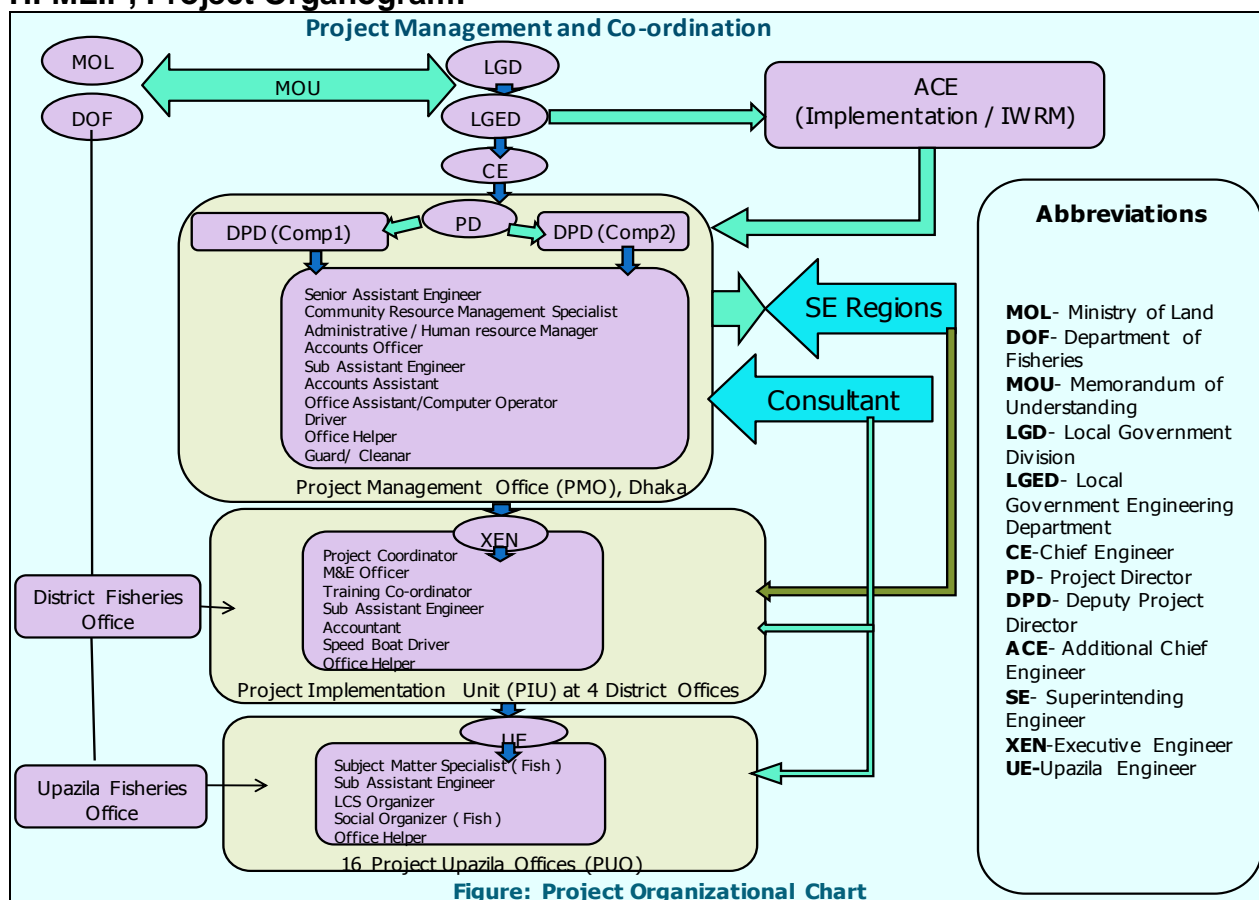 Project Management and Co-ordination
MOL
DOF
MOU
LGD
LGED
CE
ACE
(Implementation / IWRM)
PD
DPD (Comp1)
DPD (Comp2)
Senior Assistant Engineer
Community Resource Management Specialist
Administrative / Human resource Manager
Accounts Officer
Sub Assistant Engineer
Accounts Assistant
Office Assistant/Computer Operator
Driver
Office Helper
Guard/ Cleanar
Project Management Office (PMO), Dhaka
SE Regions
Consultant
XEN
Project Coordinator
M&E Officer
Training Co-ordinator
Sub Assistant Engineer
Accountant
Speed Boat Driver
Office Helper
Project Implementation Unit (PIU) at 4 District Offices
District Fisheries
Office
UE
Subject Matter Specialist ( Fish )
Sub Assistant Engineer
LCS Organizer
Social Organizer ( Fish )
Office Helper
16 Project Upazila Offices (PUO)
Upazila Fisheries
Office
Abbreviations
MOL- Ministry of Land
DOF- Department of
Fisheries
MOU- Memorandum of
Understanding
LGD- Local Government
Division
LGED- Local
Government Engineering
Department
CE-Chief Engineer
PD- Project Director
DPD- Deputy Project
Director
ACE- Additional Chief
Engineer
SE- Superintending
Engineer
XEN-Executive Engineer
UE-Upazila Engineer
Figure: Project Organizational Chart